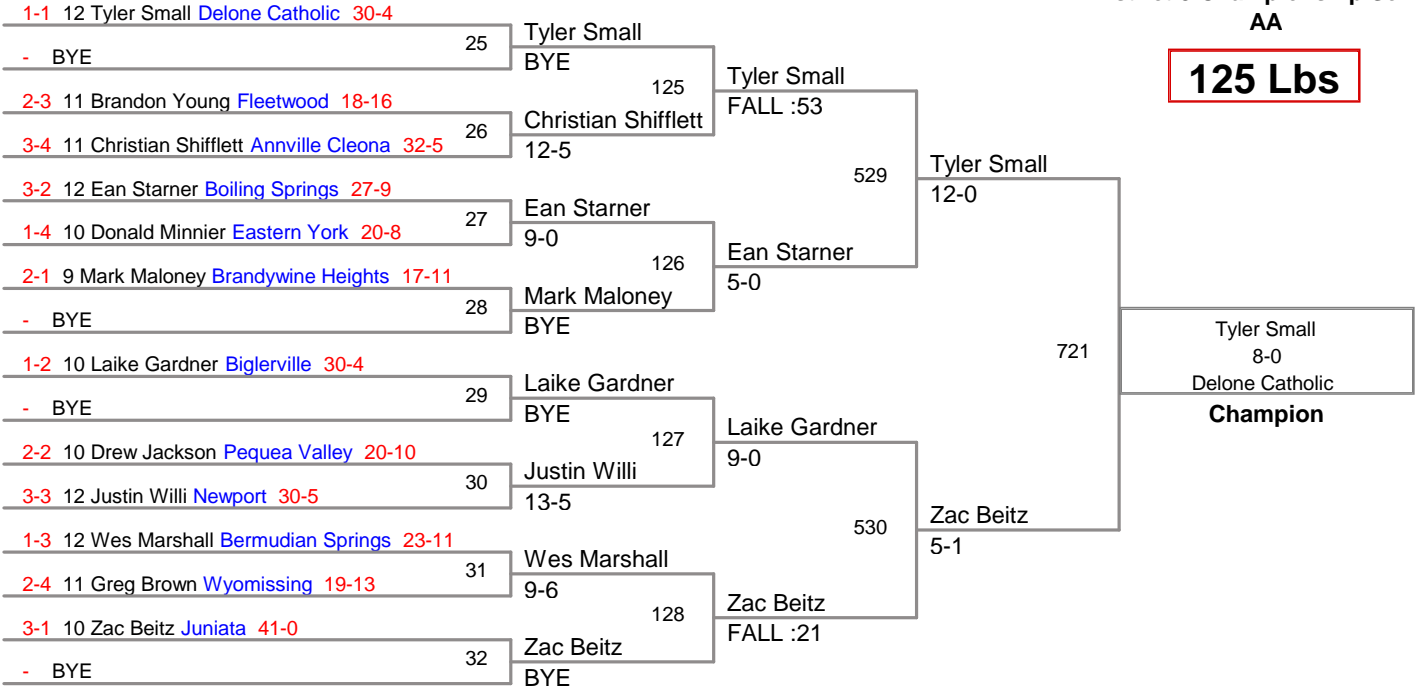 AA
125 Lbs
1-1 12 Tyler Small Delone Catholic 30-4
- BYE
2-3 11 Brandon Young Fleetwood 18-16
3-4 11 Christian Shifflett Annville Cleona 32-5
3-2 12 Ean Starner Boiling Springs 27-9
1-4 10 Donald Minnier Eastern York 20-8
2-1 9 Mark Maloney Brandywine Heights 17-11
- BYE
1-2 10 Laike Gardner Biglerville 30-4
- BYE
2-2 10 Drew Jackson Pequea Valley 20-10
3-3 12 Justin Willi Newport 30-5
1-3 12 Wes Marshall Bermudian Springs 23-11
2-4 11 Greg Brown Wyomissing 19-13
3-1 10 Zac Beitz Juniata 41-0
- BYE
25
26
27
28
29
30
31
32
Tyler Small
BYE
Christian Shifflett
12-5
Ean Starner
9-0
Mark Maloney
BYE
Laike Gardner
BYE
Justin Willi
13-5
Wes Marshall
9-6
Zac Beitz
BYE
125
126
127
128
Tyler Small
FALL :53
Ean Starner
5-0
Laike Gardner
9-0
Zac Beitz
FALL :21
529
530
Tyler Small
12-0
Zac Beitz
5-1
721
Tyler Small
8-0
Delone Catholic
Champion